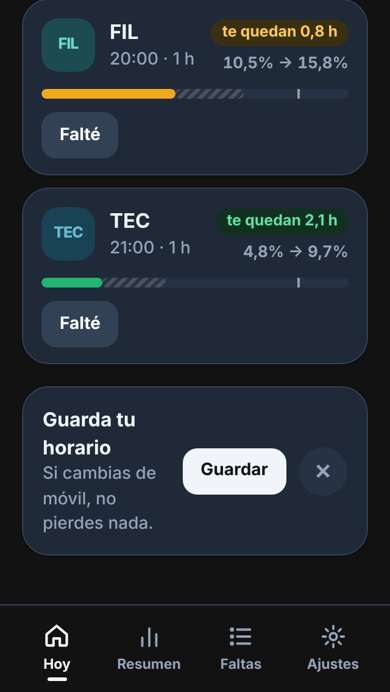 FIL
FIL
te quedan 0,8 h
20:00 · 1 h
10,5% → 15,8%
Falté
TEC
TEC
te quedan 2,1 h
21:00 · 1 h
4,8% → 9,7%
Falté
Guarda tu
horario
Si cambias de
móvil, no
pierdes nada.
Guardar
Hoy
Resumen
Faltas
Ajustes